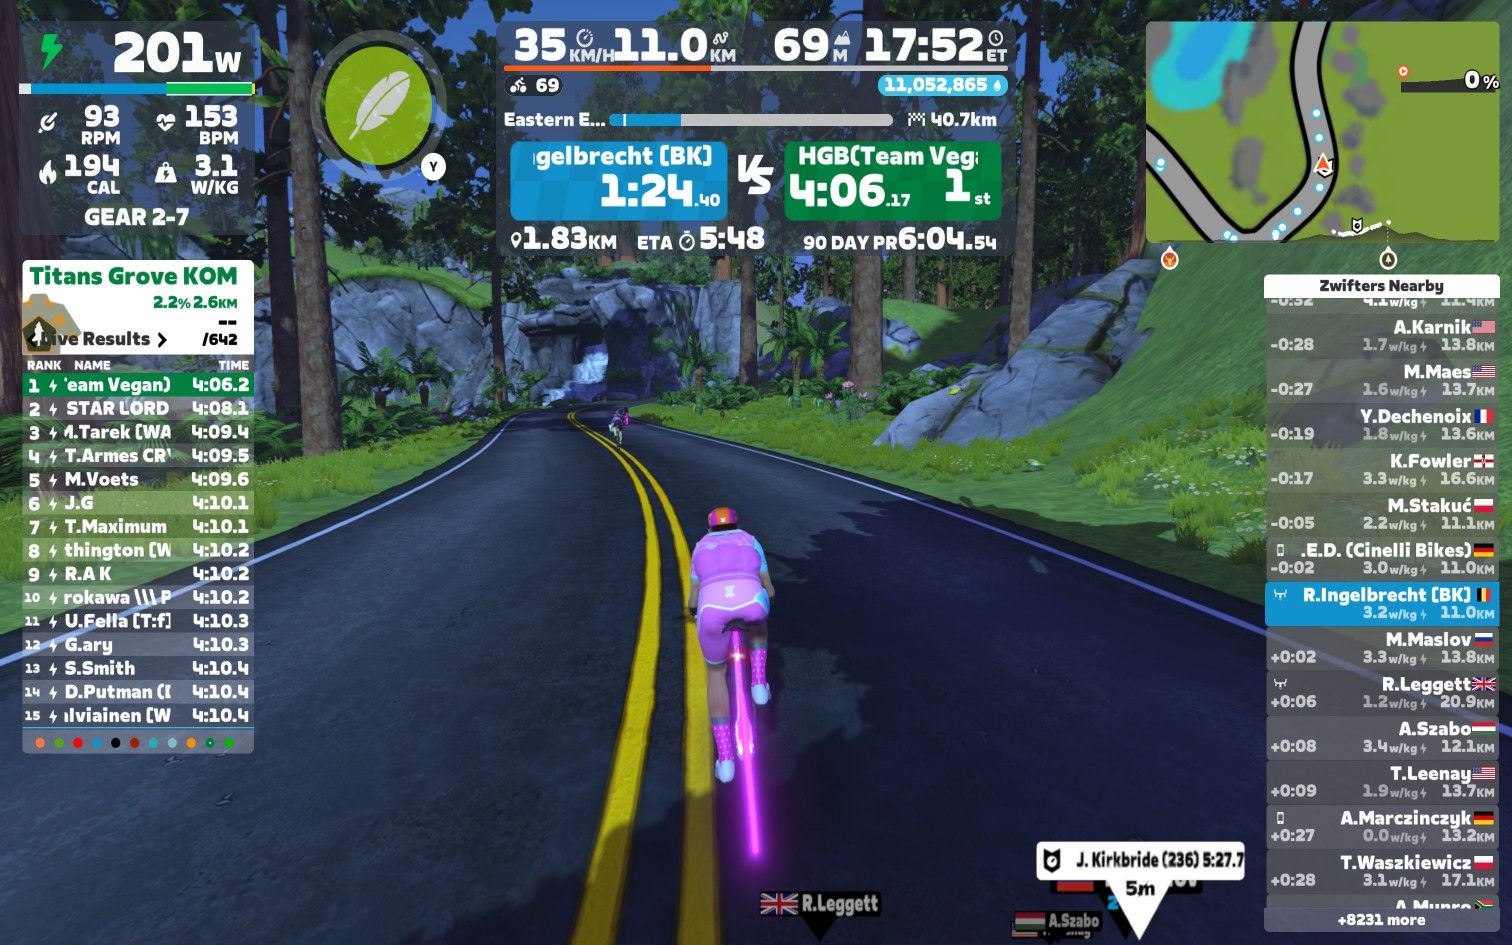 201w
93
RPM
153
BPM
194
CAL
3.1
W/KG
GEAR 2-7
Y
35 KM/H 11.0 KM 69 M 17:52 ET
69
11,052,865
Eastern E... 40.7km
gelbrecht [BK]
1:24.40
VS
HGB(Team Veg
4:06.17 1st
1.83KM ETA 5:48 90 DAY PR 6:04.54
0%
Titans Grove KOM
2.2% 2.6KM
--
Live Results /642
RANK NAME TIME
1 eam Vegan) 4:06.2
2 STAR LORD 4:08.1
3 M.Tarek [WA 4:09.4
4 T.Armes CR 4:09.5
5 M.Voets 4:09.6
6 J.G 4:10.1
7 T.Maximum 4:10.1
8 thington [W 4:10.2
9 R.A K 4:10.2
10 rokawa \\\ P 4:10.2
11 U.Fella [T:f] 4:10.3
12 G.ary 4:10.3
13 S.Smith 4:10.4
14 D.Putman ( 4:10.4
15 lviainen [W 4:10.4
Zwifters Nearby
-0:32 4.1w/kg 11.4KM
A.Karnik
-0:28 1.7w/kg 13.8KM
M.Maes
-0:27 1.6w/kg 13.7KM
Y.Dechenoix
-0:19 1.8w/kg 13.6KM
K.Fowler
-0:17 3.3w/kg 16.6KM
M.Stakuć
-0:05 2.2w/kg 11.1KM
.E.D. (Cinelli Bikes)
-0:02 3.0w/kg 11.0KM
R.Ingelbrecht [BK]
3.2w/kg 11.0KM
M.Maslov
+0:02 3.3w/kg 13.8KM
R.Leggett
+0:06 1.2w/kg 20.9KM
A.Szabo
+0:08 3.4w/kg 12.1KM
T.Leenay
+0:09 1.9w/kg 13.7KM
A.Marczinczyk
+0:27 0.0w/kg 13.2KM
T.Waszkiewicz
+0:28 3.1w/kg 17.1KM
A.Munro
+8231 more
J. Kirkbride (236) 5:27.7
5m
R.Leggett
A.Szabo